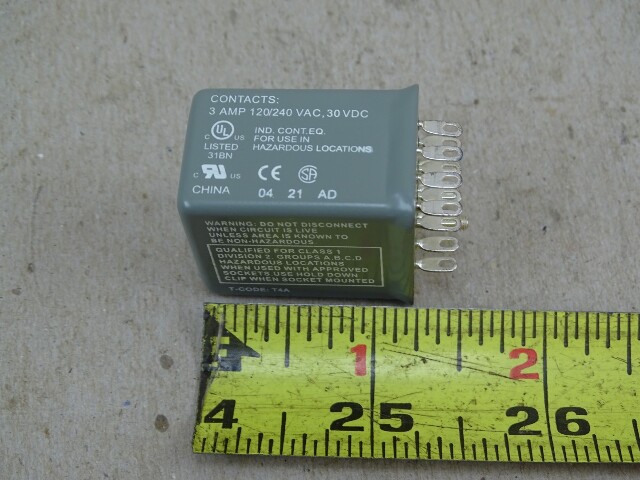 CONTACTS:
3 AMP 120/240 VAC, 30 VDC
C UL US
LISTED
31BN
IND. CONT.EQ.
FOR USE IN
HAZARDOUS LOCATIONS
C RU US
CE SA
CHINA
04 21 AD
WARNING: DO NOT DISCONNECT
WHEN CIRCUIT IS LIVE
UNLESS AREA IS KNOWN TO
BE NON-HAZARDOUS
QUALIFIED FOR CLASS 1
DIVISION 2, GROUPS A,B,C,D
HAZARDOUS LOCATIONS
WHEN USED WITH APPROVED
SOCKETS USE HOLD DOWN
CLIP WHEN SOCKET MOUNTED
T-CODE: T4A
1 2
4 25 26